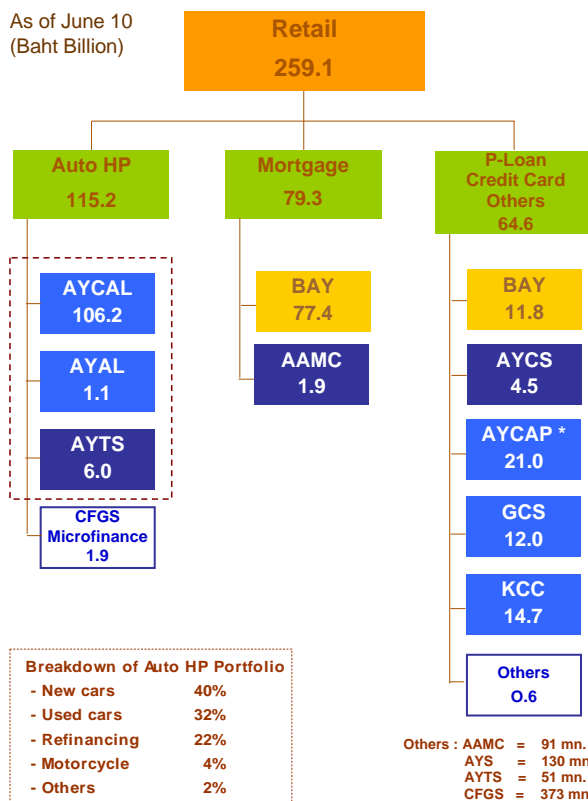 As of June 10
(Baht Billion)
Retail
259.1
Auto HP
115.2
Mortgage
79.3
P-Loan
Credit Card
Others
64.6
AYCAL
106.2
AYAL
1.1
AYTS
6.0
CFGS
Microfinance
1.9
BAY
77.4
AAMC
1.9
BAY
11.8
AYCS
4.5
AYCAP *
21.0
GCS
12.0
KCC
14.7
Others
O.6
Breakdown of Auto HP Portfolio
- New cars 40%
- Used cars 32%
- Refinancing 22%
- Motorcycle 4%
- Others 2%
Others : AAMC = 91 mn.
AYS = 130 mn
AYTS = 51 mn.
CFGS = 373 mn